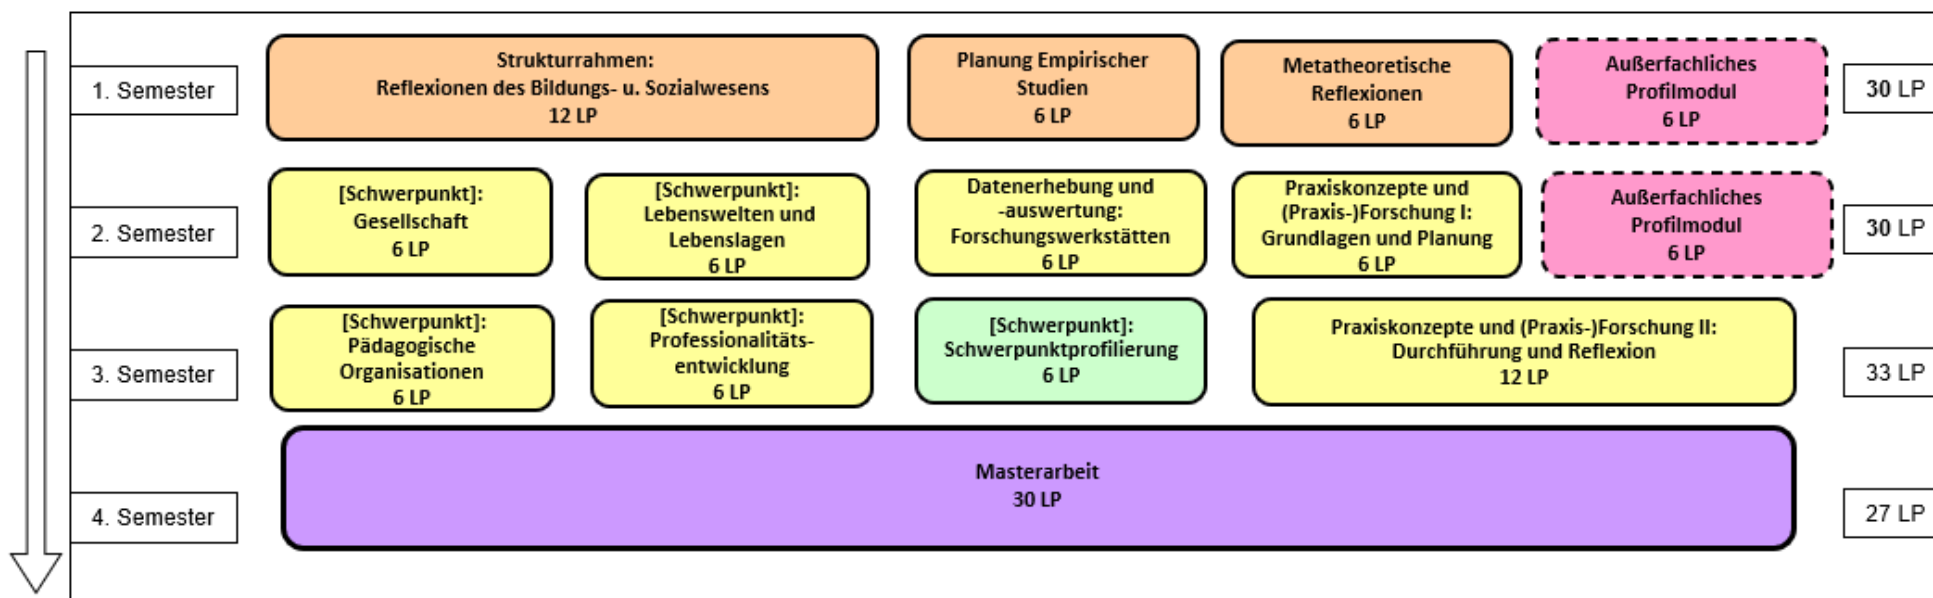 1. Semester
Strukturrahmen:
Reflexionen des Bildungs- u. Sozialwesens
12 LP
Planung Empirischer
Studien
6 LP
Metatheoretische
Reflexionen
6 LP
Außerfachliches
Profilmodul
6 LP
30 LP
2. Semester
[Schwerpunkt]:
Gesellschaft
6 LP
[Schwerpunkt]:
Lebenswelten und
Lebenslagen
6 LP
Datenerhebung und
-auswertung:
Forschungswerkstätten
6 LP
Praxiskonzepte und
(Praxis-)Forschung I:
Grundlagen und Planung
6 LP
Außerfachliches
Profilmodul
6 LP
30 LP
3. Semester
[Schwerpunkt]:
Pädagogische
Organisationen
6 LP
[Schwerpunkt]:
Professionalitäts-
entwicklung
6 LP
[Schwerpunkt]:
Schwerpunktprofilierung
6 LP
Praxiskonzepte und (Praxis-)Forschung II:
Durchführung und Reflexion
12 LP
33 LP
4. Semester
Masterarbeit
30 LP
27 LP